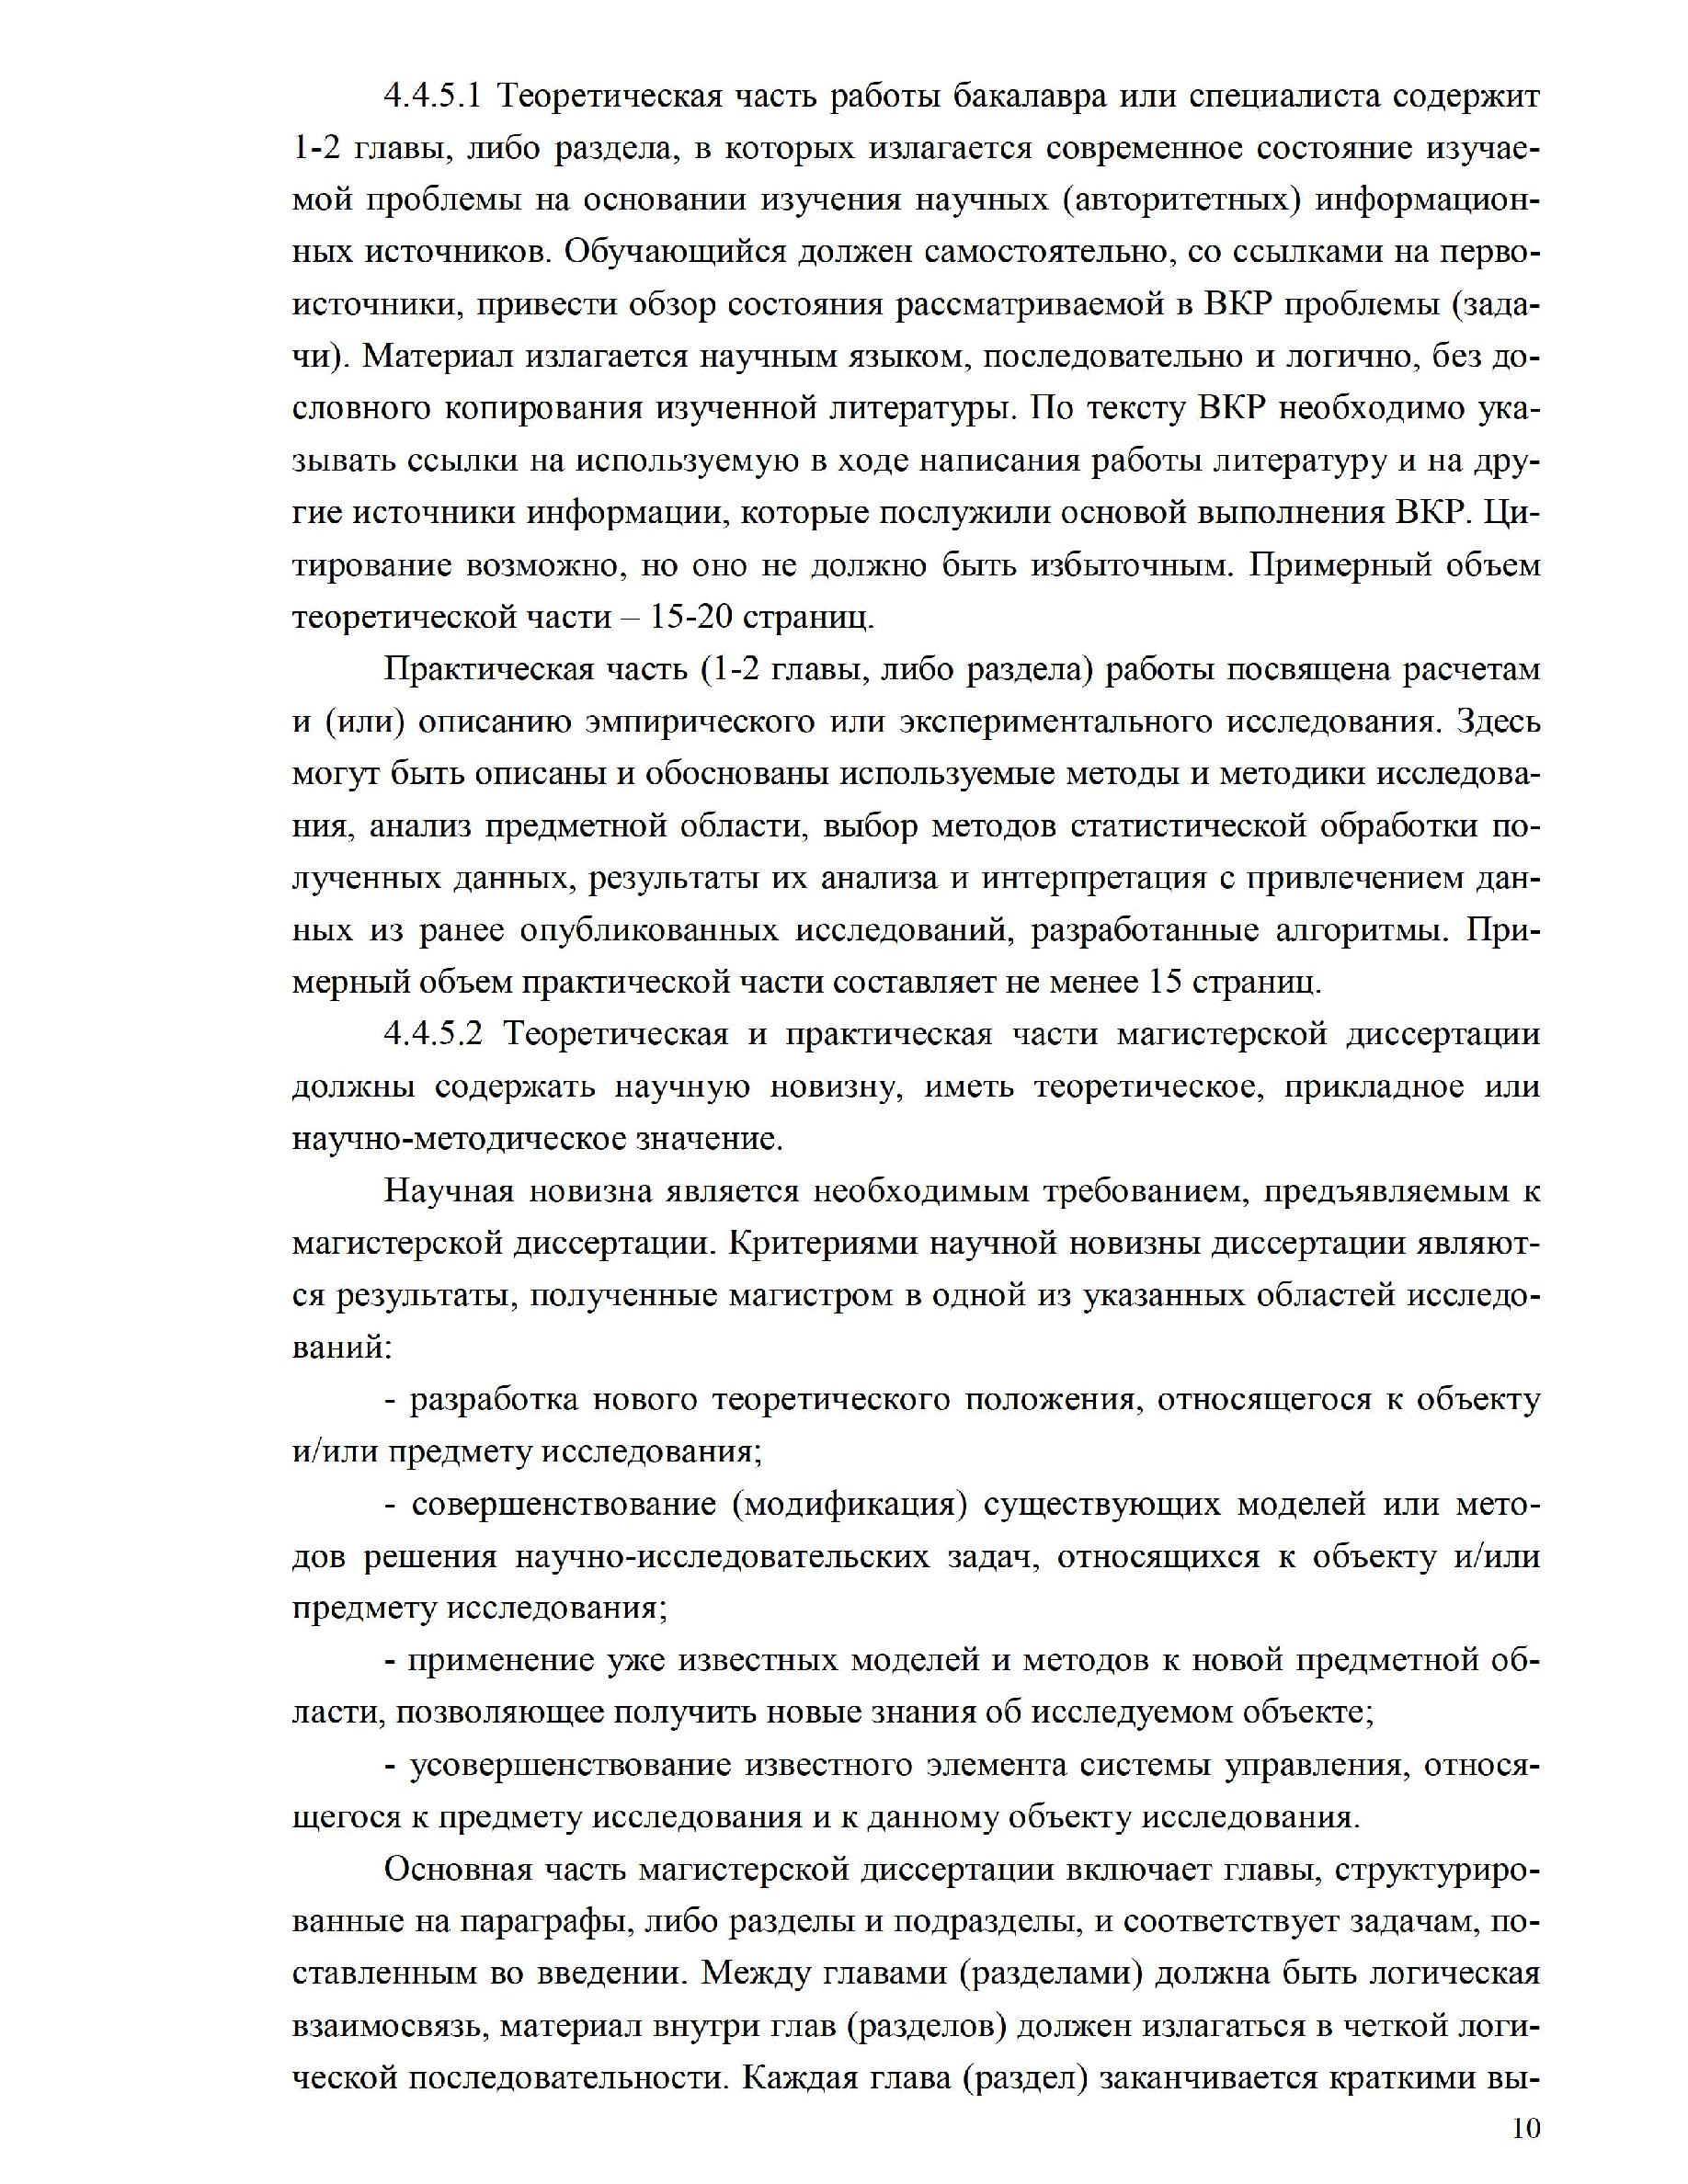 4.4.5.1 Теоретическая часть работы бакалавра или специалиста содержит
1-2 главы, либо раздела, в которых излагается современное состояние изучае-
мой проблемы на основании изучения научных (авторитетных) информацион-
ных источников. Обучающийся должен самостоятельно, со ссылками на перво-
источники, привести обзор состояния рассматриваемой в ВКР проблемы (зада-
чи). Материал излагается научным языком, последовательно и логично, без до-
словного копирования изученной литературы. По тексту ВКР необходимо ука-
зывать ссылки на используемую в ходе написания работы литературу и на дру-
гие источники информации, которые послужили основой выполнения ВКР. Ци-
тирование возможно, но оно не должно быть избыточным. Примерный объем
теоретической части – 15-20 страниц.
Практическая часть (1-2 главы, либо раздела) работы посвящена расчетам
и (или) описанию эмпирического или экспериментального исследования. Здесь
могут быть описаны и обоснованы используемые методы и методики исследова-
ния, анализ предметной области, выбор методов статистической обработки по-
лученных данных, результаты их анализа и интерпретация с привлечением дан-
ных из ранее опубликованных исследований, разработанные алгоритмы. При-
мерный объем практической части составляет не менее 15 страниц.
4.4.5.2 Теоретическая и практическая части магистерской диссертации
должны содержать научную новизну, иметь теоретическое, прикладное или
научно-методическое значение.
Научная новизна является необходимым требованием, предъявляемым к
магистерской диссертации. Критериями научной новизны диссертации являют-
ся результаты, полученные магистром в одной из указанных областей исследо-
ваний:
- разработка нового теоретического положения, относящегося к объекту
и/или предмету исследования;
- совершенствование (модификация) существующих моделей или мето-
дов решения научно-исследовательских задач, относящихся к объекту и/или
предмету исследования;
- применение уже известных моделей и методов к новой предметной об-
ласти, позволяющее получить новые знания об исследуемом объекте;
- усовершенствование известного элемента системы управления, относя-
щегося к предмету исследования и к данному объекту исследования.
Основная часть магистерской диссертации включает главы, структуриро-
ванные на параграфы, либо разделы и подразделы, и соответствует задачам, по-
ставленным во введении. Между главами (разделами) должна быть логическая
взаимосвязь, материал внутри глав (разделов) должен излагаться в четкой логи-
ческой последовательности. Каждая глава (раздел) заканчивается краткими вы-
10